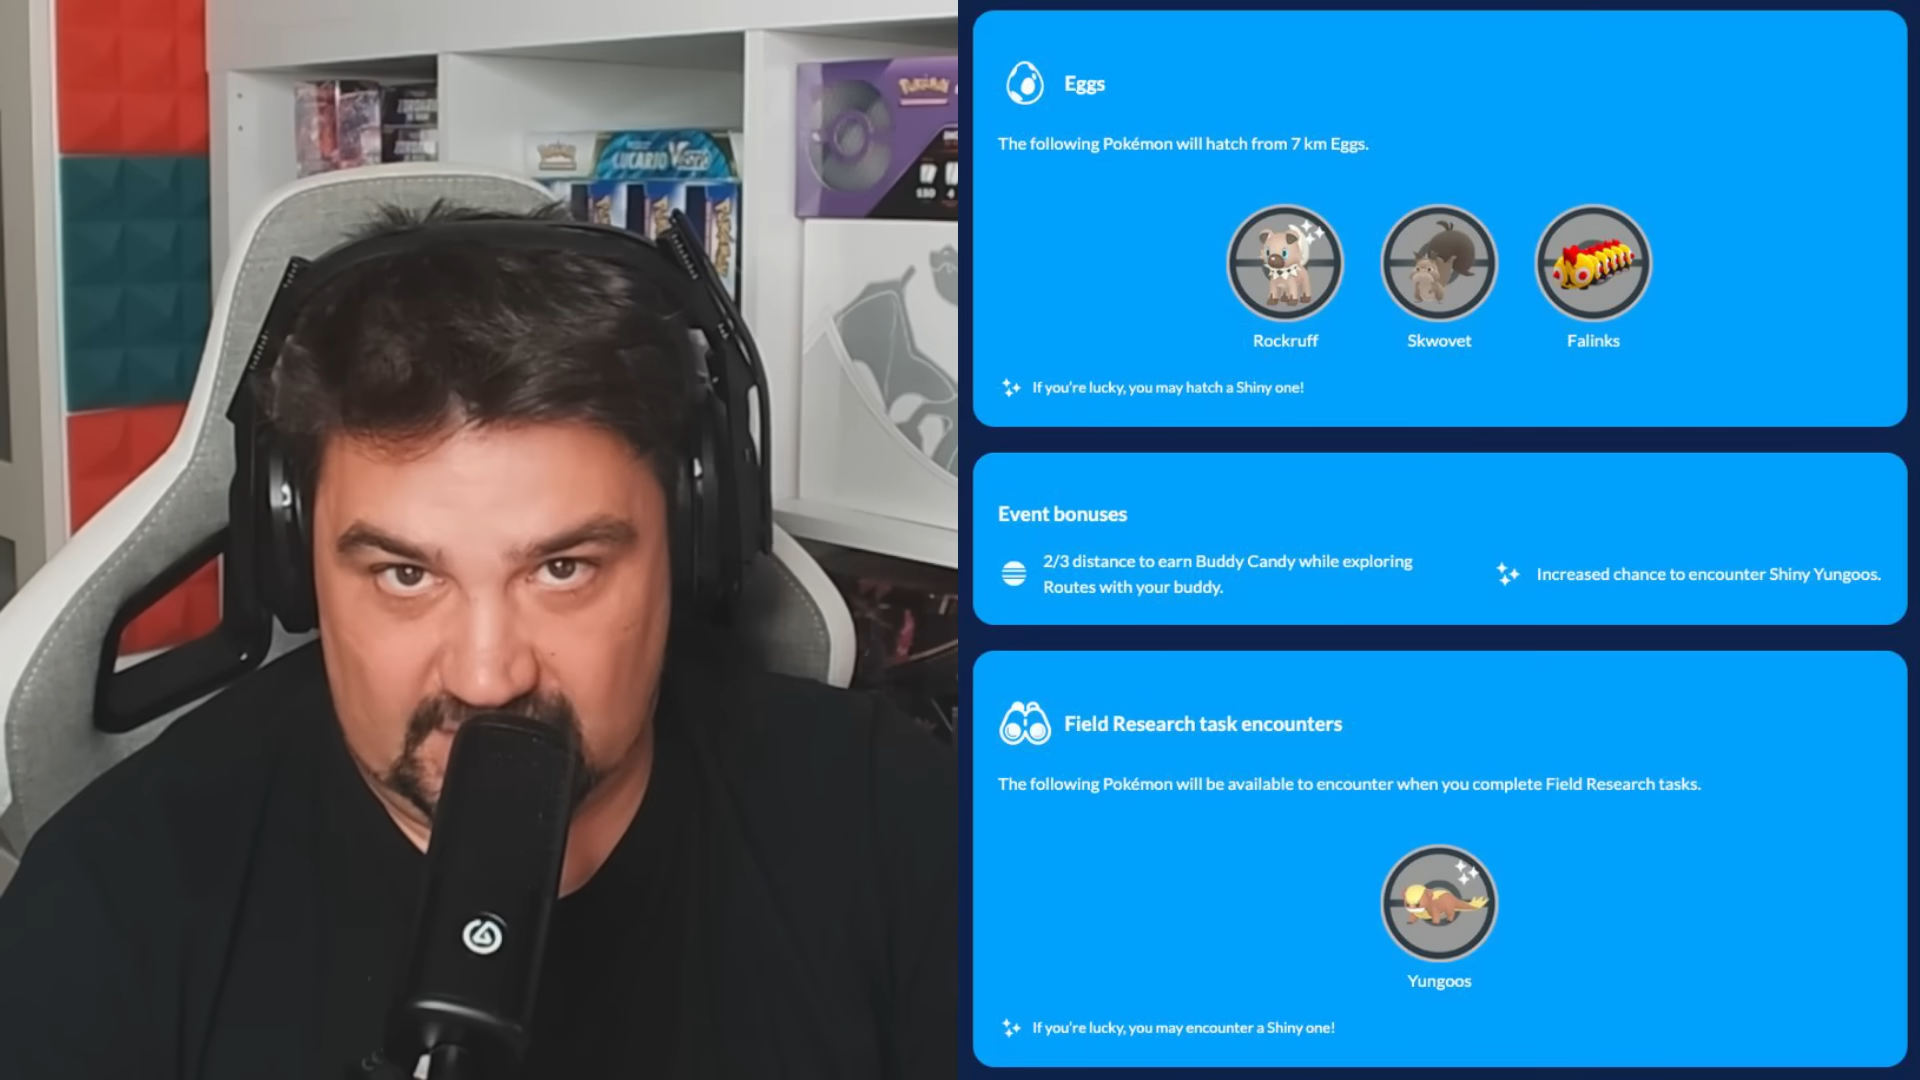 Pokémon
LUCARIO VSTAR
Eggs
The following Pokémon will hatch from 7 km Eggs.
Rockruff
Skwovet
Falinks
If you're lucky, you may hatch a Shiny one!
Event bonuses
2/3 distance to earn Buddy Candy while exploring
Routes with your buddy.
Increased chance to encounter Shiny Yungoos.
Field Research task encounters
The following Pokémon will be available to encounter when you complete Field Research tasks.
Yungoos
If you're lucky, you may encounter a Shiny one!